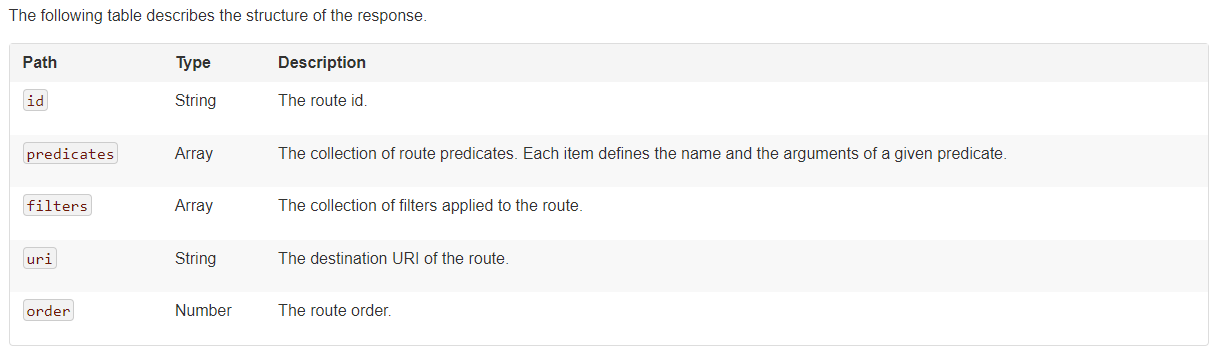 The following table describes the structure of the response.
Path Type Description
id String The route id.
predicates Array The collection of route predicates. Each item defines the name and the arguments of a given predicate.
filters Array The collection of filters applied to the route.
uri String The destination URI of the route.
order Number The route order.